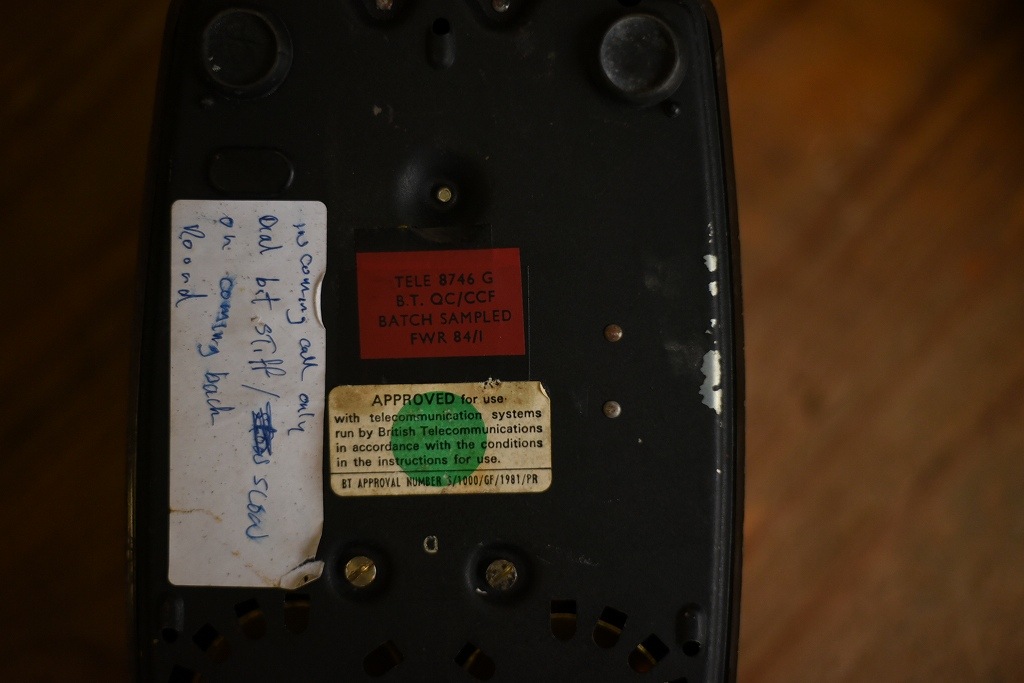 incoming call only
Dial bit stiff / slow
on coming back
Round
TELE 8746 G
B.T. QC/CCF
BATCH SAMPLED
FWR 84/1
APPROVED for use
with telecommunication systems
run by British Telecommunications
in accordance with the conditions
in the instructions for use.
BT APPROVAL NUMBER S/1000/GF/1981/PR